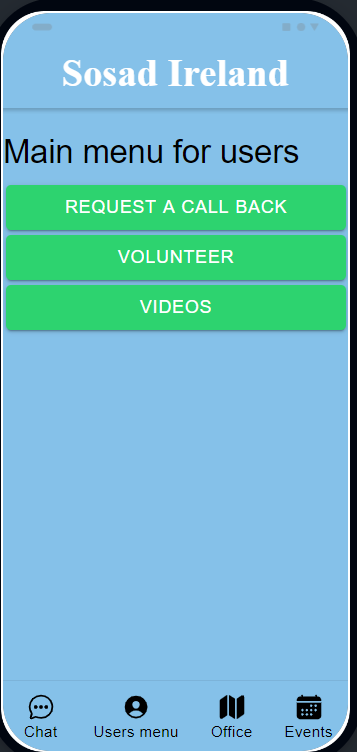 Sosad Ireland
Main menu for users
REQUEST A CALL BACK
VOLUNTEER
VIDEOS
Chat
Users menu
Office
Events